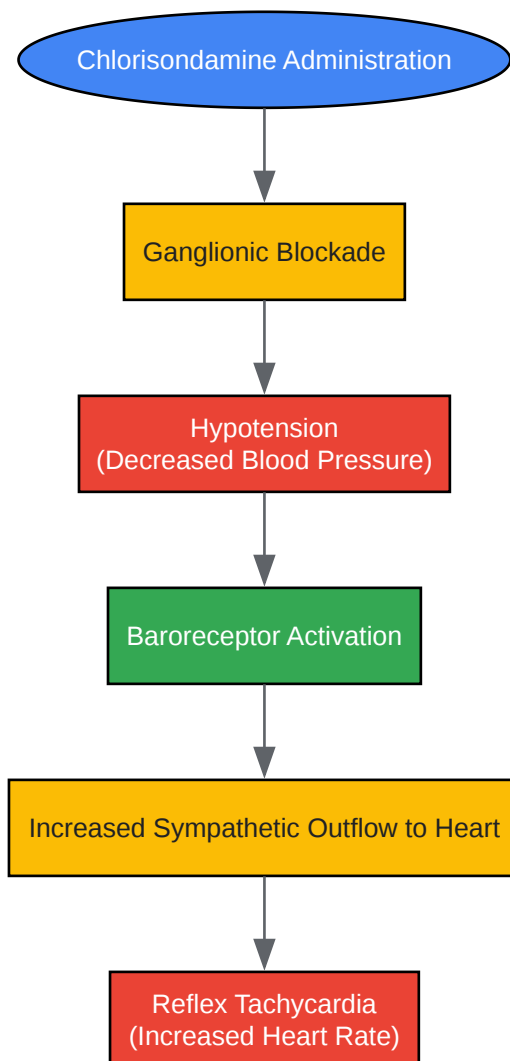 Chlorisondamine Administration
Ganglionic Blockade
Hypotension
(Decreased Blood Pressure)
Baroreceptor Activation
Increased Sympathetic Outflow to Heart
Reflex Tachycardia
(Increased Heart Rate)